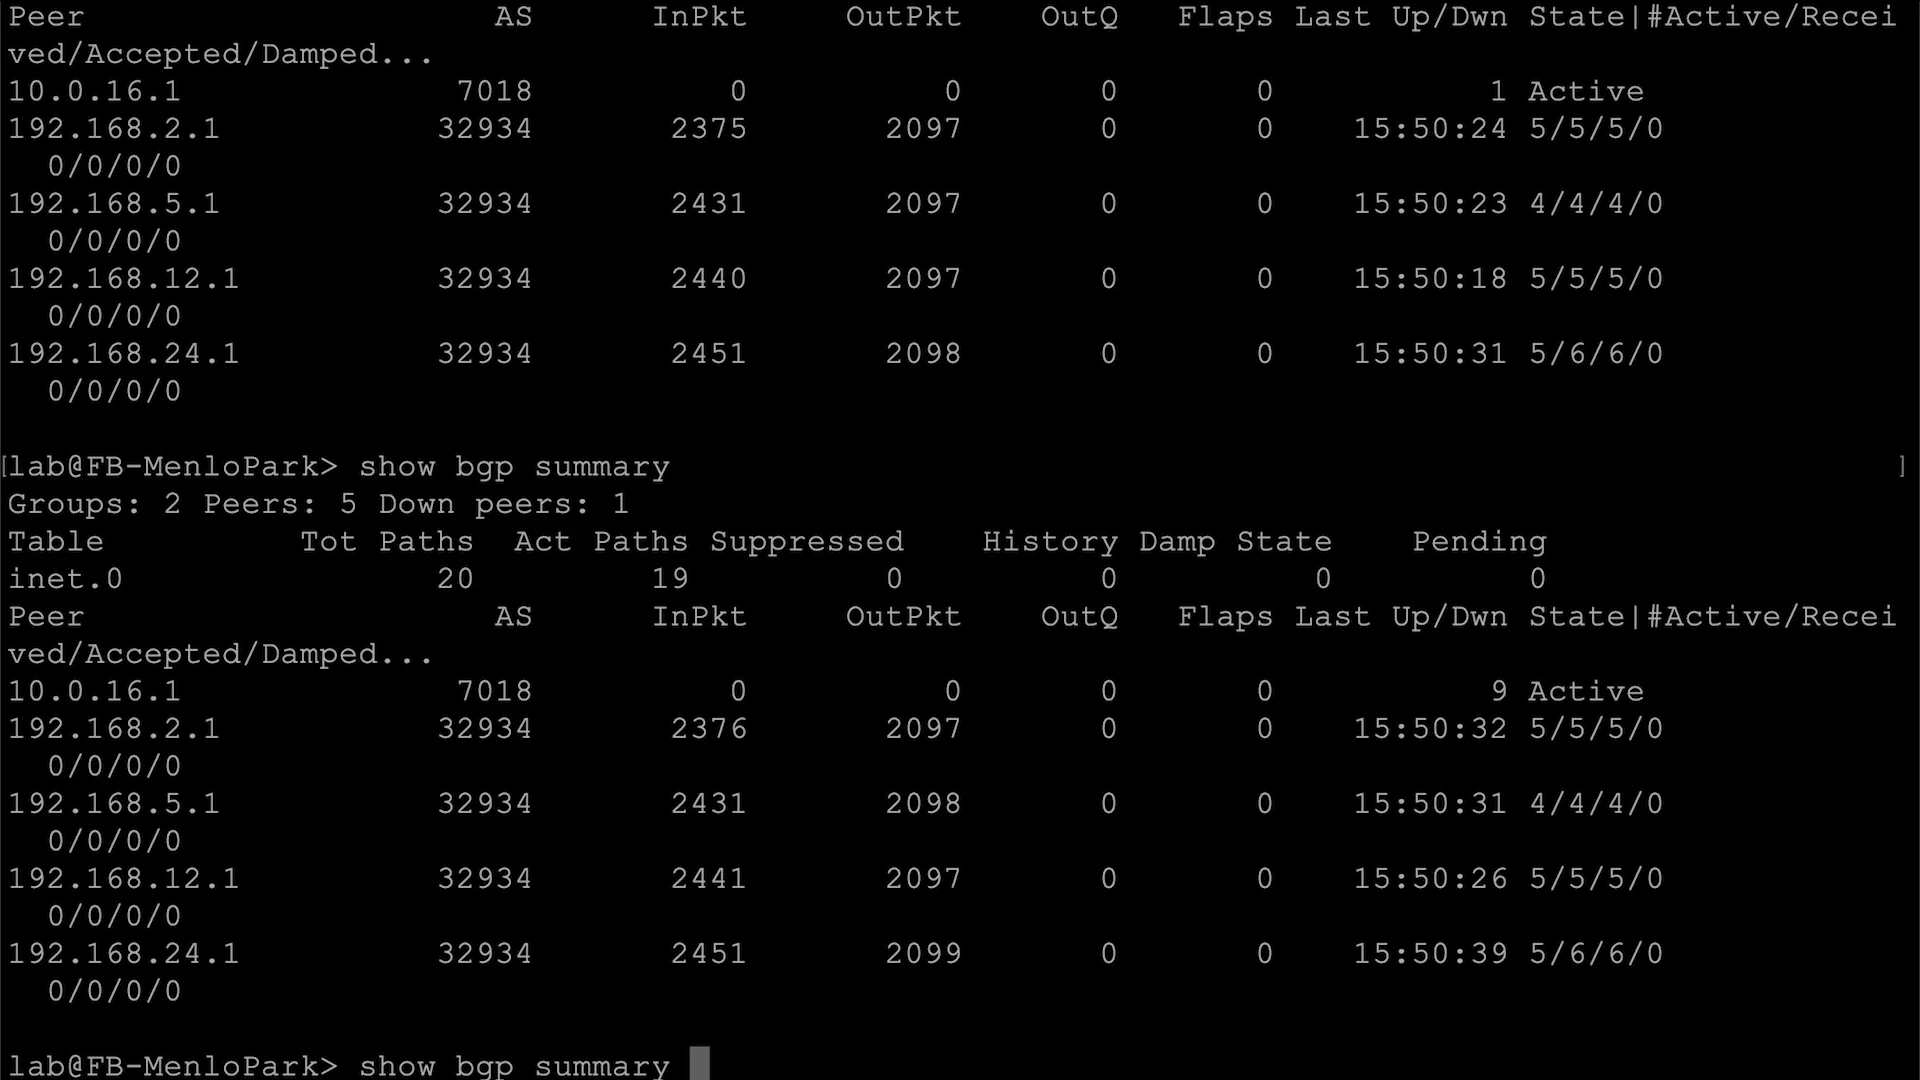 Peer AS InPkt OutPkt OutQ Flaps Last Up/Dwn State|#Active/Recei
ved/Accepted/Damped...
10.0.16.1 7018 0 0 0 0 1 Active
192.168.2.1 32934 2375 2097 0 0 15:50:24 5/5/5/0
0/0/0/0
192.168.5.1 32934 2431 2097 0 0 15:50:23 4/4/4/0
0/0/0/0
192.168.12.1 32934 2440 2097 0 0 15:50:18 5/5/5/0
0/0/0/0
192.168.24.1 32934 2451 2098 0 0 15:50:31 5/6/6/0
0/0/0/0
[lab@FB-MenloPark> show bgp summary ]
Groups: 2 Peers: 5 Down peers: 1
Table Tot Paths Act Paths Suppressed History Damp State Pending
inet.0 20 19 0 0 0 0
Peer AS InPkt OutPkt OutQ Flaps Last Up/Dwn State|#Active/Recei
ved/Accepted/Damped...
10.0.16.1 7018 0 0 0 0 9 Active
192.168.2.1 32934 2376 2097 0 0 15:50:32 5/5/5/0
0/0/0/0
192.168.5.1 32934 2431 2098 0 0 15:50:31 4/4/4/0
0/0/0/0
192.168.12.1 32934 2441 2097 0 0 15:50:26 5/5/5/0
0/0/0/0
192.168.24.1 32934 2451 2099 0 0 15:50:39 5/6/6/0
0/0/0/0
lab@FB-MenloPark> show bgp summary